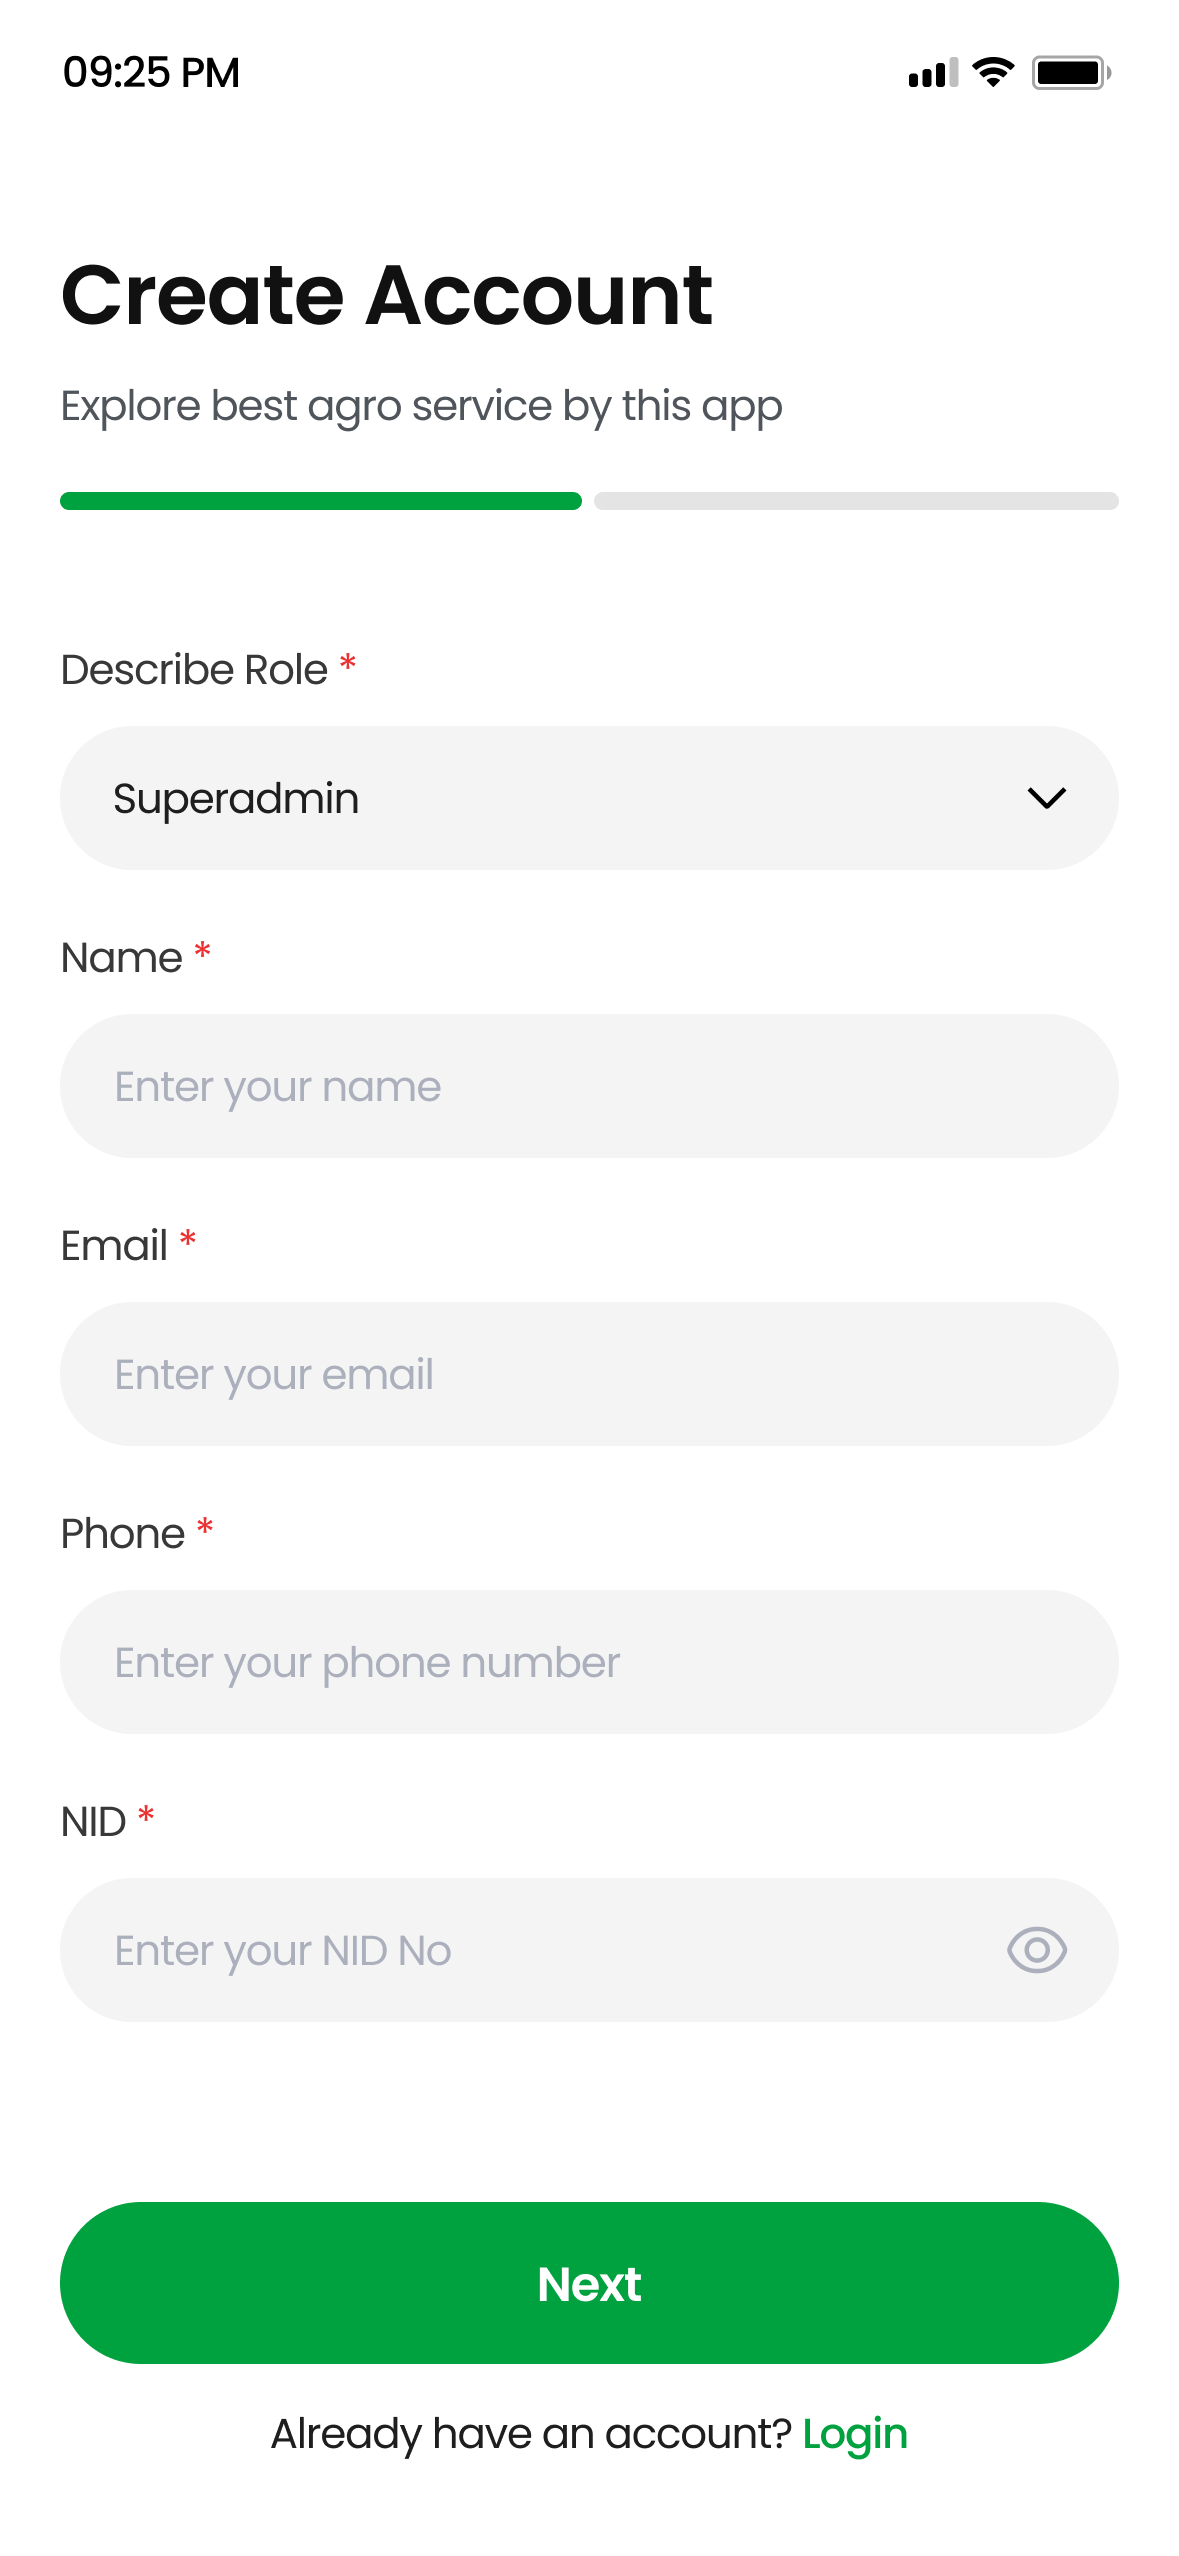 09:25 PM
Create Account
Explore best agro service by this app
Describe Role *
Superadmin
Name *
Enter your name
Email *
Enter your email
Phone *
Enter your phone number
NID *
Enter your NID No
Next
Already have an account? Login